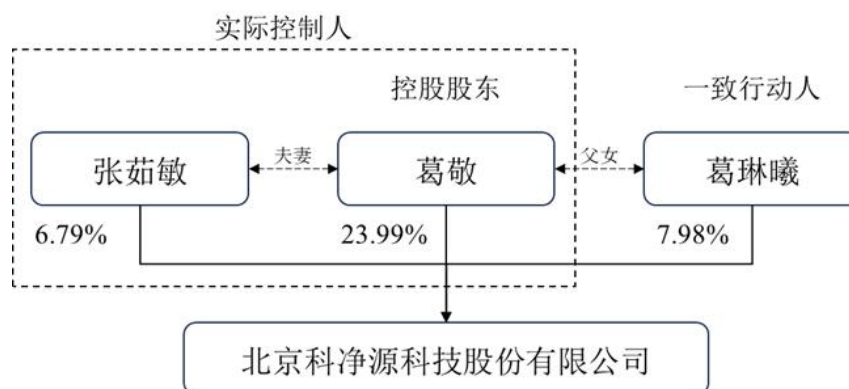 实际控制人
控股股东
一致行动人
张茹敏
夫妻
葛敬
父女
葛琳曦
6.79%
23.99%
7.98%
北京科净源科技股份有限公司